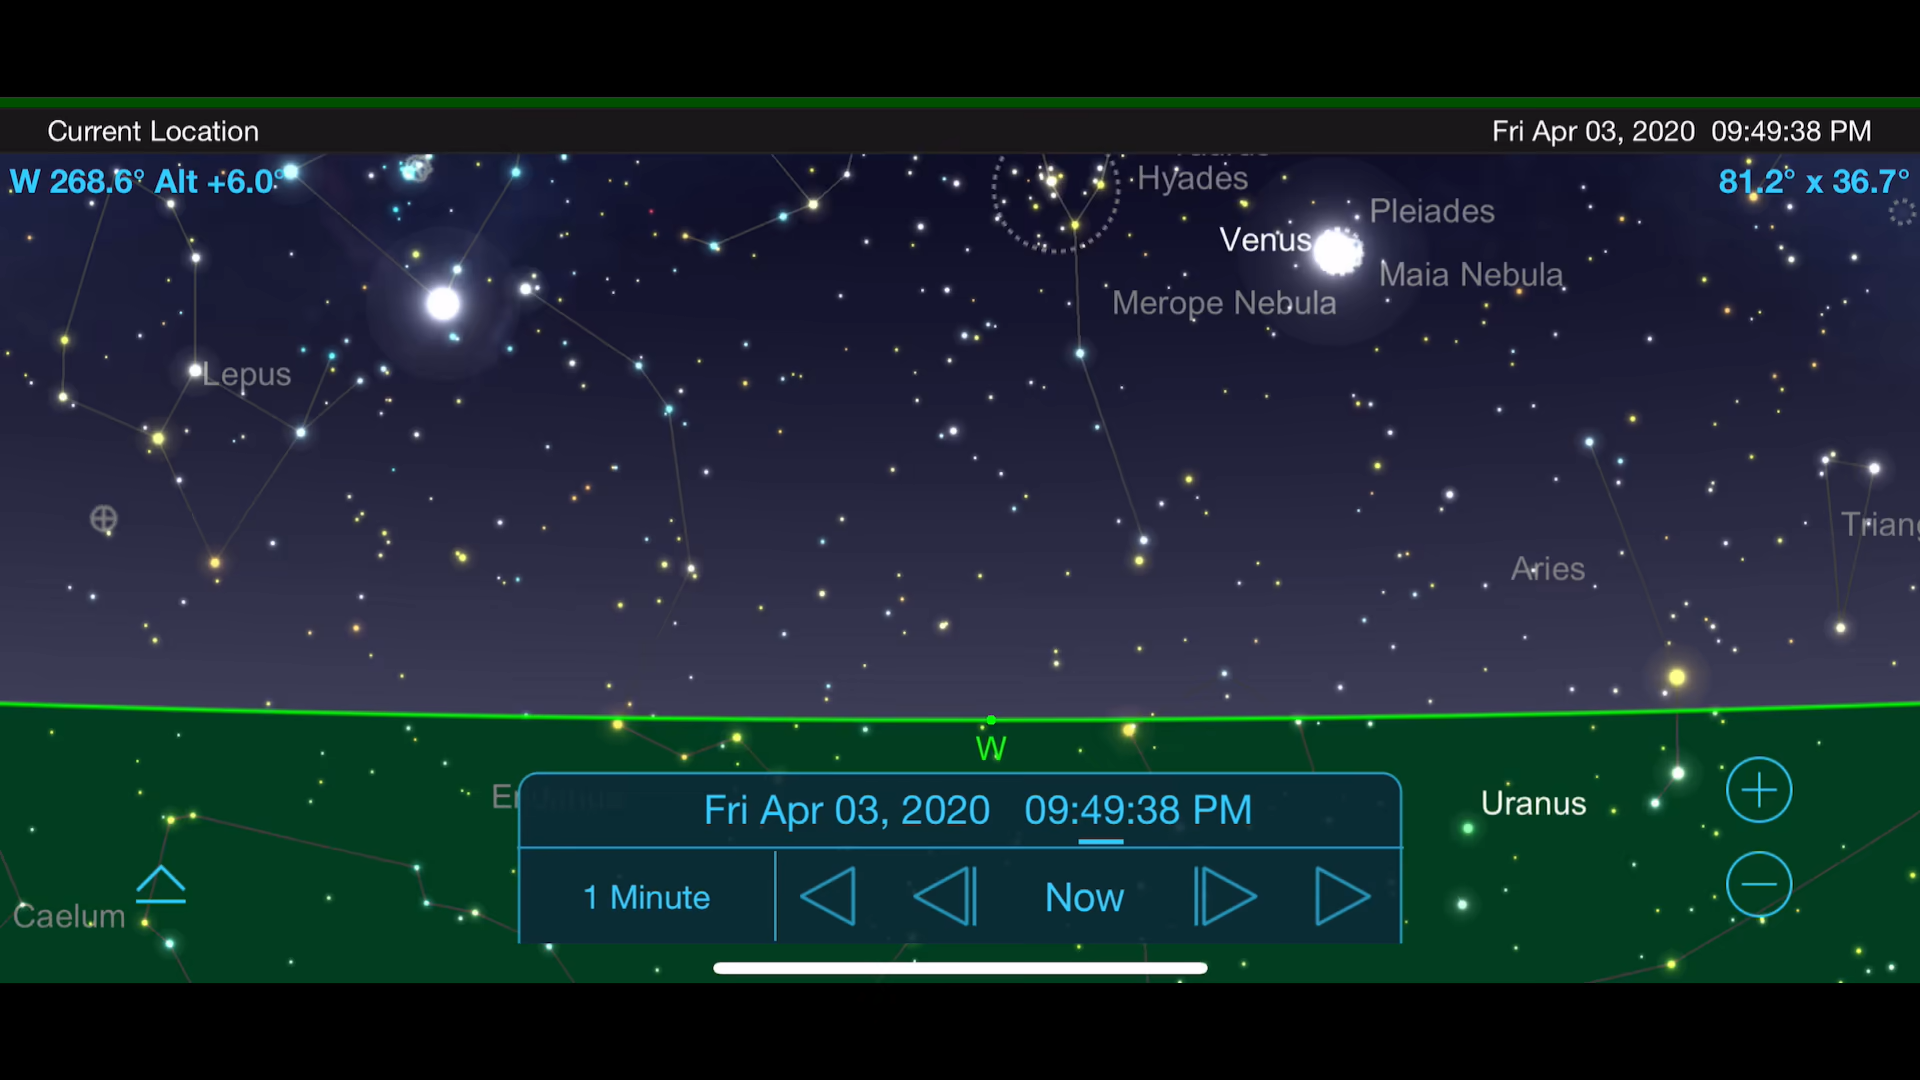 Current Location
Fri Apr 03, 2020 09:49:38 PM
W 268.6° Alt +6.0°
81.2° x 36.7°
Hyades
Pleiades
Venus
Maia Nebula
Merope Nebula
Lepus
Aries
W
Fri Apr 03, 2020 09:49:38 PM
Uranus
1 Minute
Now
Caelum